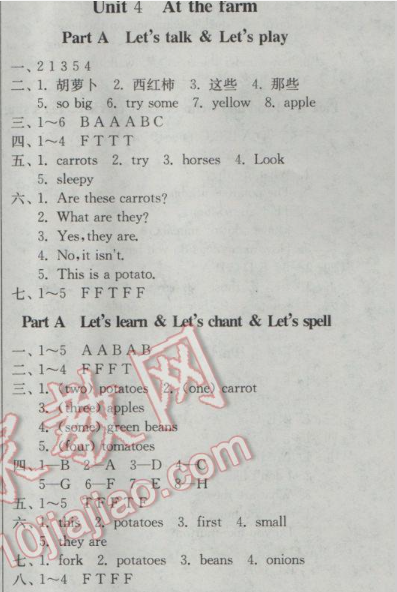 Unit 4 At the farm
Part A Let's talk & Let's play
一、2 1 3 5 4
二、1. 胡萝卜 2. 西红柿 3. 这些 4. 那些
5. so big 6. try some 7. yellow 8. apple
三、1～6 B A A A B C
四、1～4 F T T T
五、1. carrots 2. try 3. horses 4. Look
5. sleepy
六、1. Are these carrots?
2. What are they?
3. Yes, they are.
4. No, it isn't.
5. This is a potato.
七、1～5 F F T F F
Part A Let's learn & Let's chant & Let's spell
一、1～5 A A B A B
二、1～4 F F F T
三、1. (two) potatoes 2. (one) carrot
3. (three) apples
4. (some) green beans
5. (four) tomatoes
四、1—B 2—A 3—D 4—C
5—G 6—F 7—E 8—H
五、1～5 F F
六、1. this 2. potatoes 3. first 4. small
5. they are
七、1. fork 2. potatoes 3. beans 4. onions
八、1～4 F T F F
10jiajiao.com